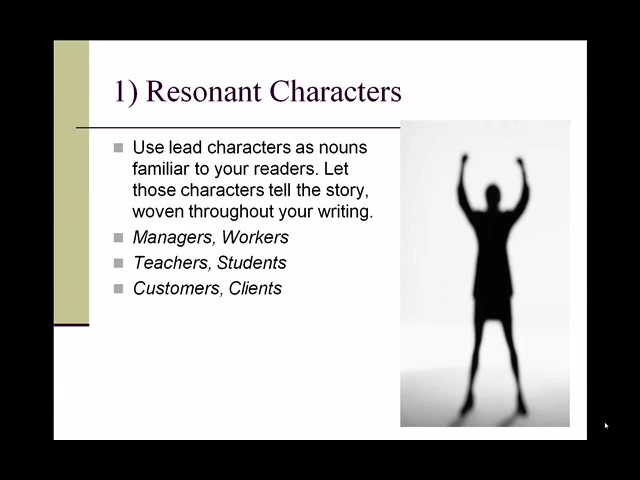 1) Resonant Characters
Use lead characters as nouns
familiar to your readers. Let
those characters tell the story,
woven throughout your writing.
Managers, Workers
Teachers, Students
Customers, Clients